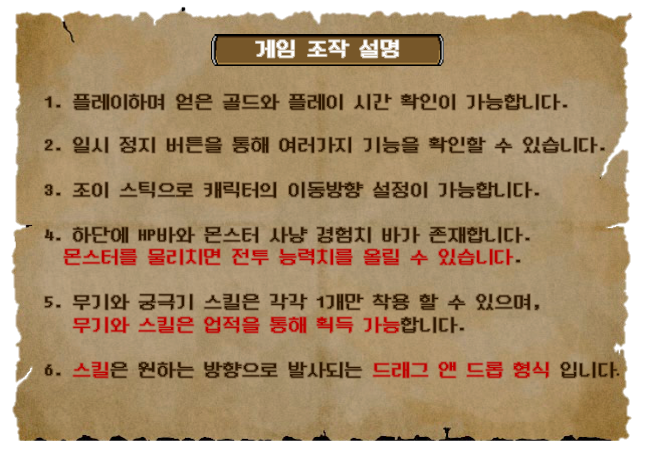 게임 조작 설명
1. 플레이하며 얻은 골드와 플레이 시간 확인이 가능합니다.
2. 일시 정지 버튼을 통해 여러가지 기능을 확인할 수 있습니다.
3. 조이 스틱으로 캐릭터의 이동방향 설정이 가능합니다.
4. 하단에 HP바와 몬스터 사냥 경험치 바가 존재합니다.
몬스터를 물리치면 전투 능력치를 올릴 수 있습니다.
5. 무기와 궁극기 스킬은 각각 1개만 착용 할 수 있으며,
무기와 스킬은 업적을 통해 획득 가능합니다.
6. 스킬은 원하는 방향으로 발사되는 드래그 앤 드롭 형식 입니다.